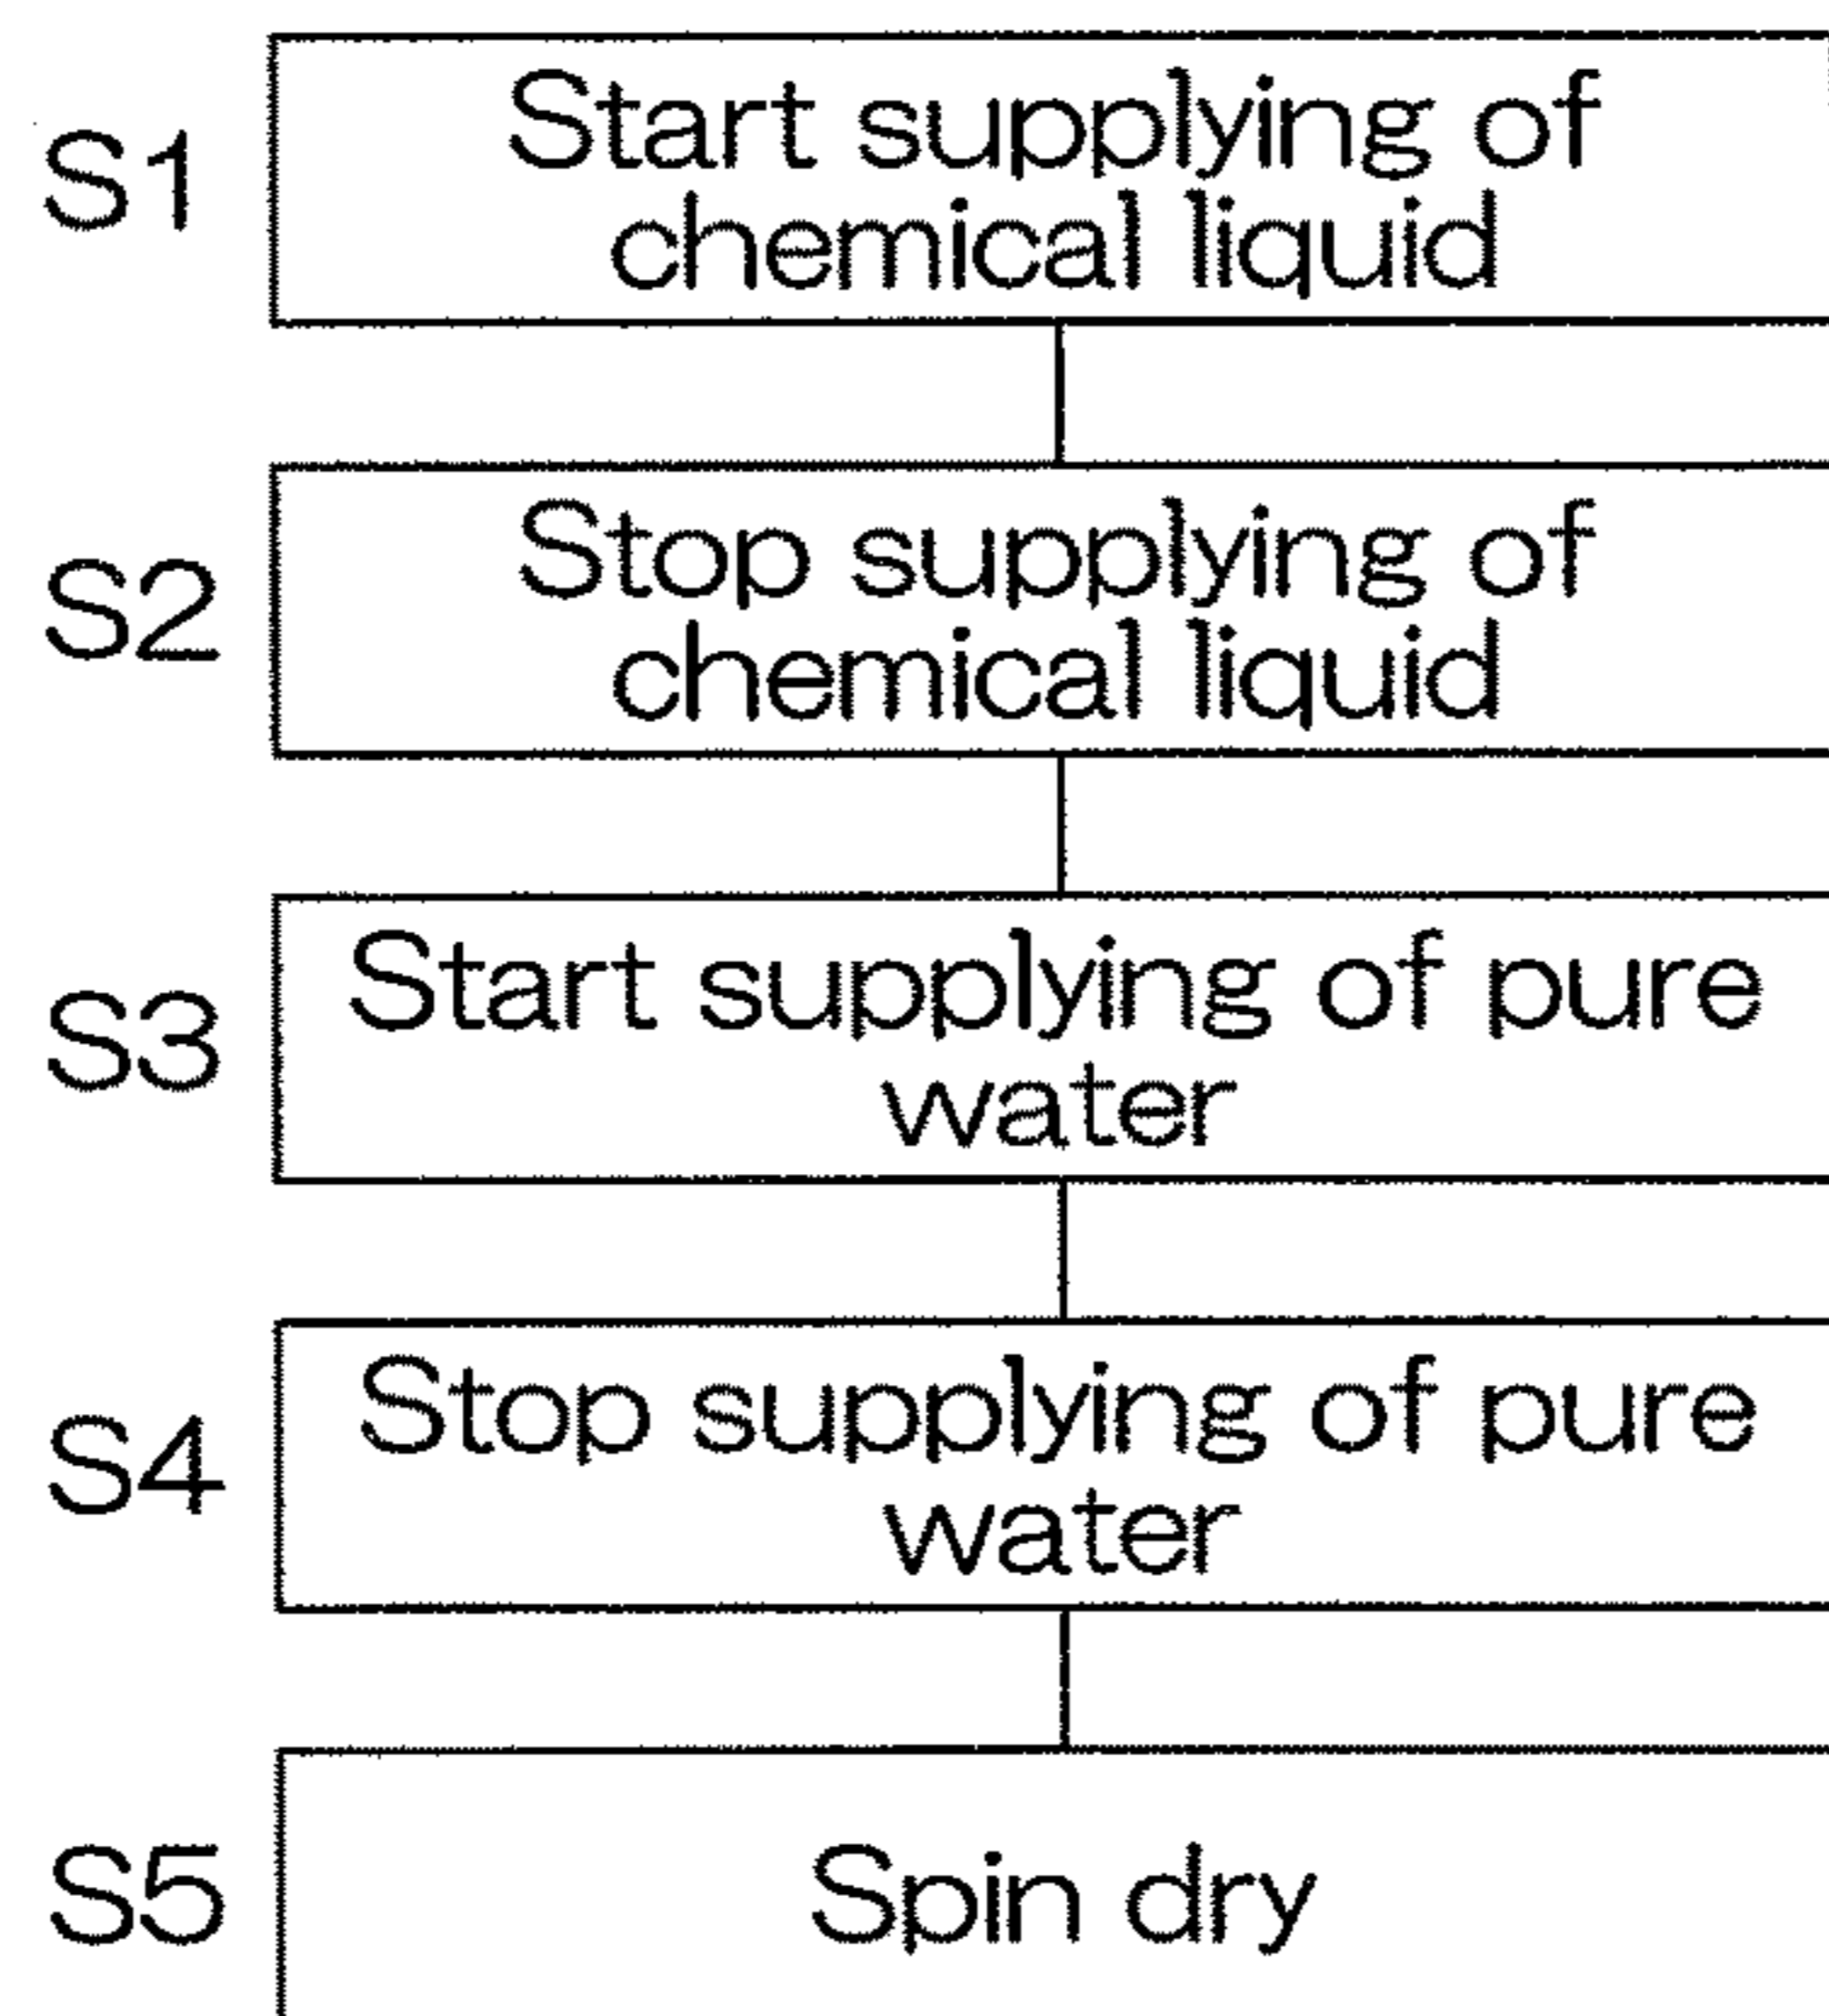 S1
Start supplying of
chemical liquid
S2
Stop supplying of
chemical liquid
S3
Start supplying of pure
water
S4
Stop supplying of pure
water
S5
Spin dry